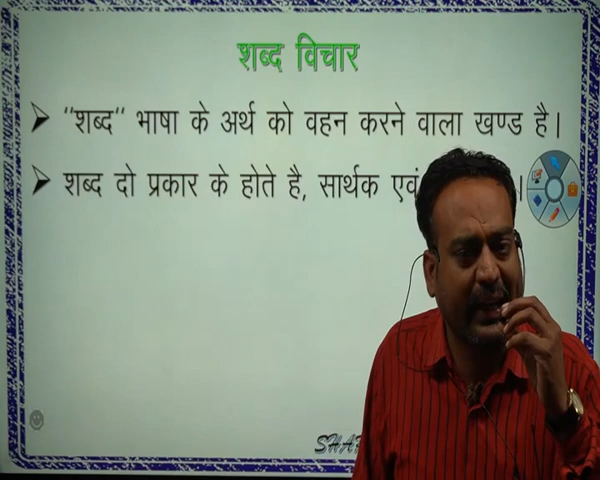 शब्द विचार
➢ ''शब्द'' भाषा के अर्थ को वहन करने वाला खण्ड है।
➢ शब्द दो प्रकार के होते है, सार्थक एवं ।